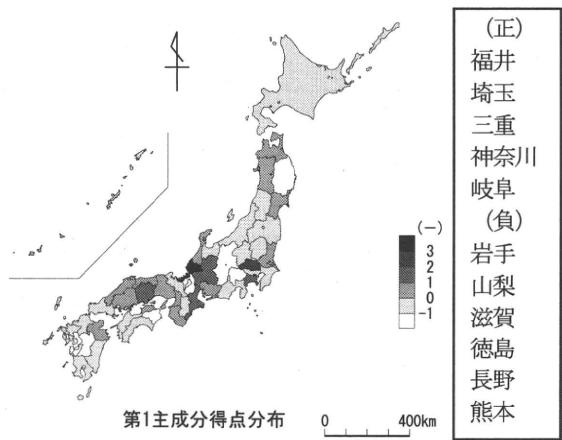 (正)
福井
埼玉
三重
神奈川
岐阜
(負)
岩手
山梨
滋賀
徳島
長野
熊本
(−)
3
2
1
0
-1
第1主成分得点分布
0 400km